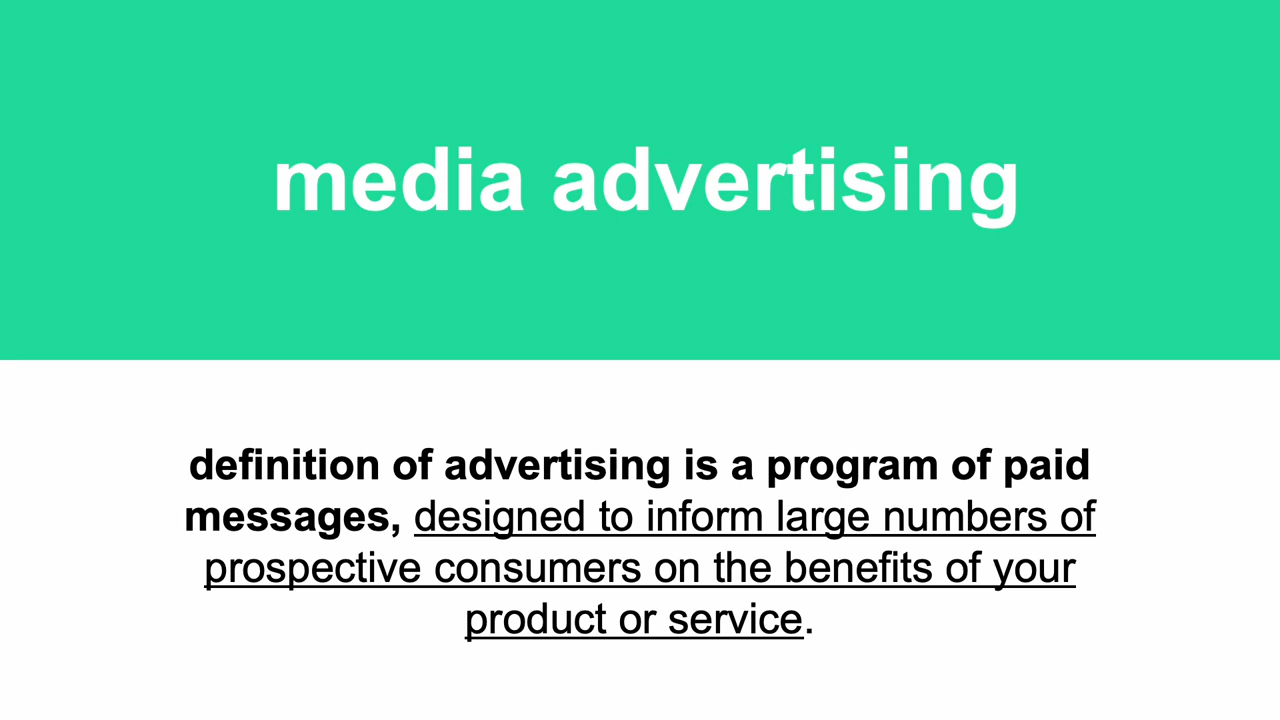 media advertising
definition of advertising is a program of paid
messages, designed to inform large numbers of
prospective consumers on the benefits of your
product or service.